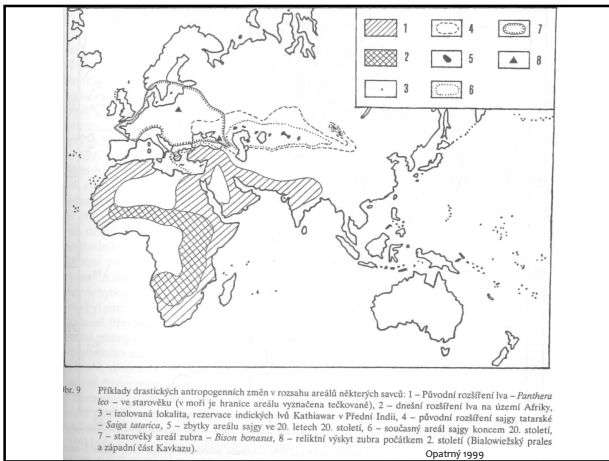 1 4 7
2 5 8
3 6
Obr. 9 Příklady drastických antropogenních změn v rozsahu areálů některých savců: 1 – Původní rozšíření lva – Panthera
leo – ve starověku (v moři je hranice areálu vyznačena tečkovaně), 2 – dnešní rozšíření lva na území Afriky,
3 – izolovaná lokalita, rezervace indických lvů Kathiawar v Přední Indii, 4 – původní rozšíření sajgy tatarské
– Saiga tatarica, 5 – zbytky areálu sajgy ve 20. letech 20. století, 6 – současný areál sajgy koncem 20. století,
7 – starověký areál zubra – Bison bonasus, 8 – reliktní výskyt zubra počátkem 2. století (Bialowiežský prales
a západní část Kavkazu).
Opatrný 1999